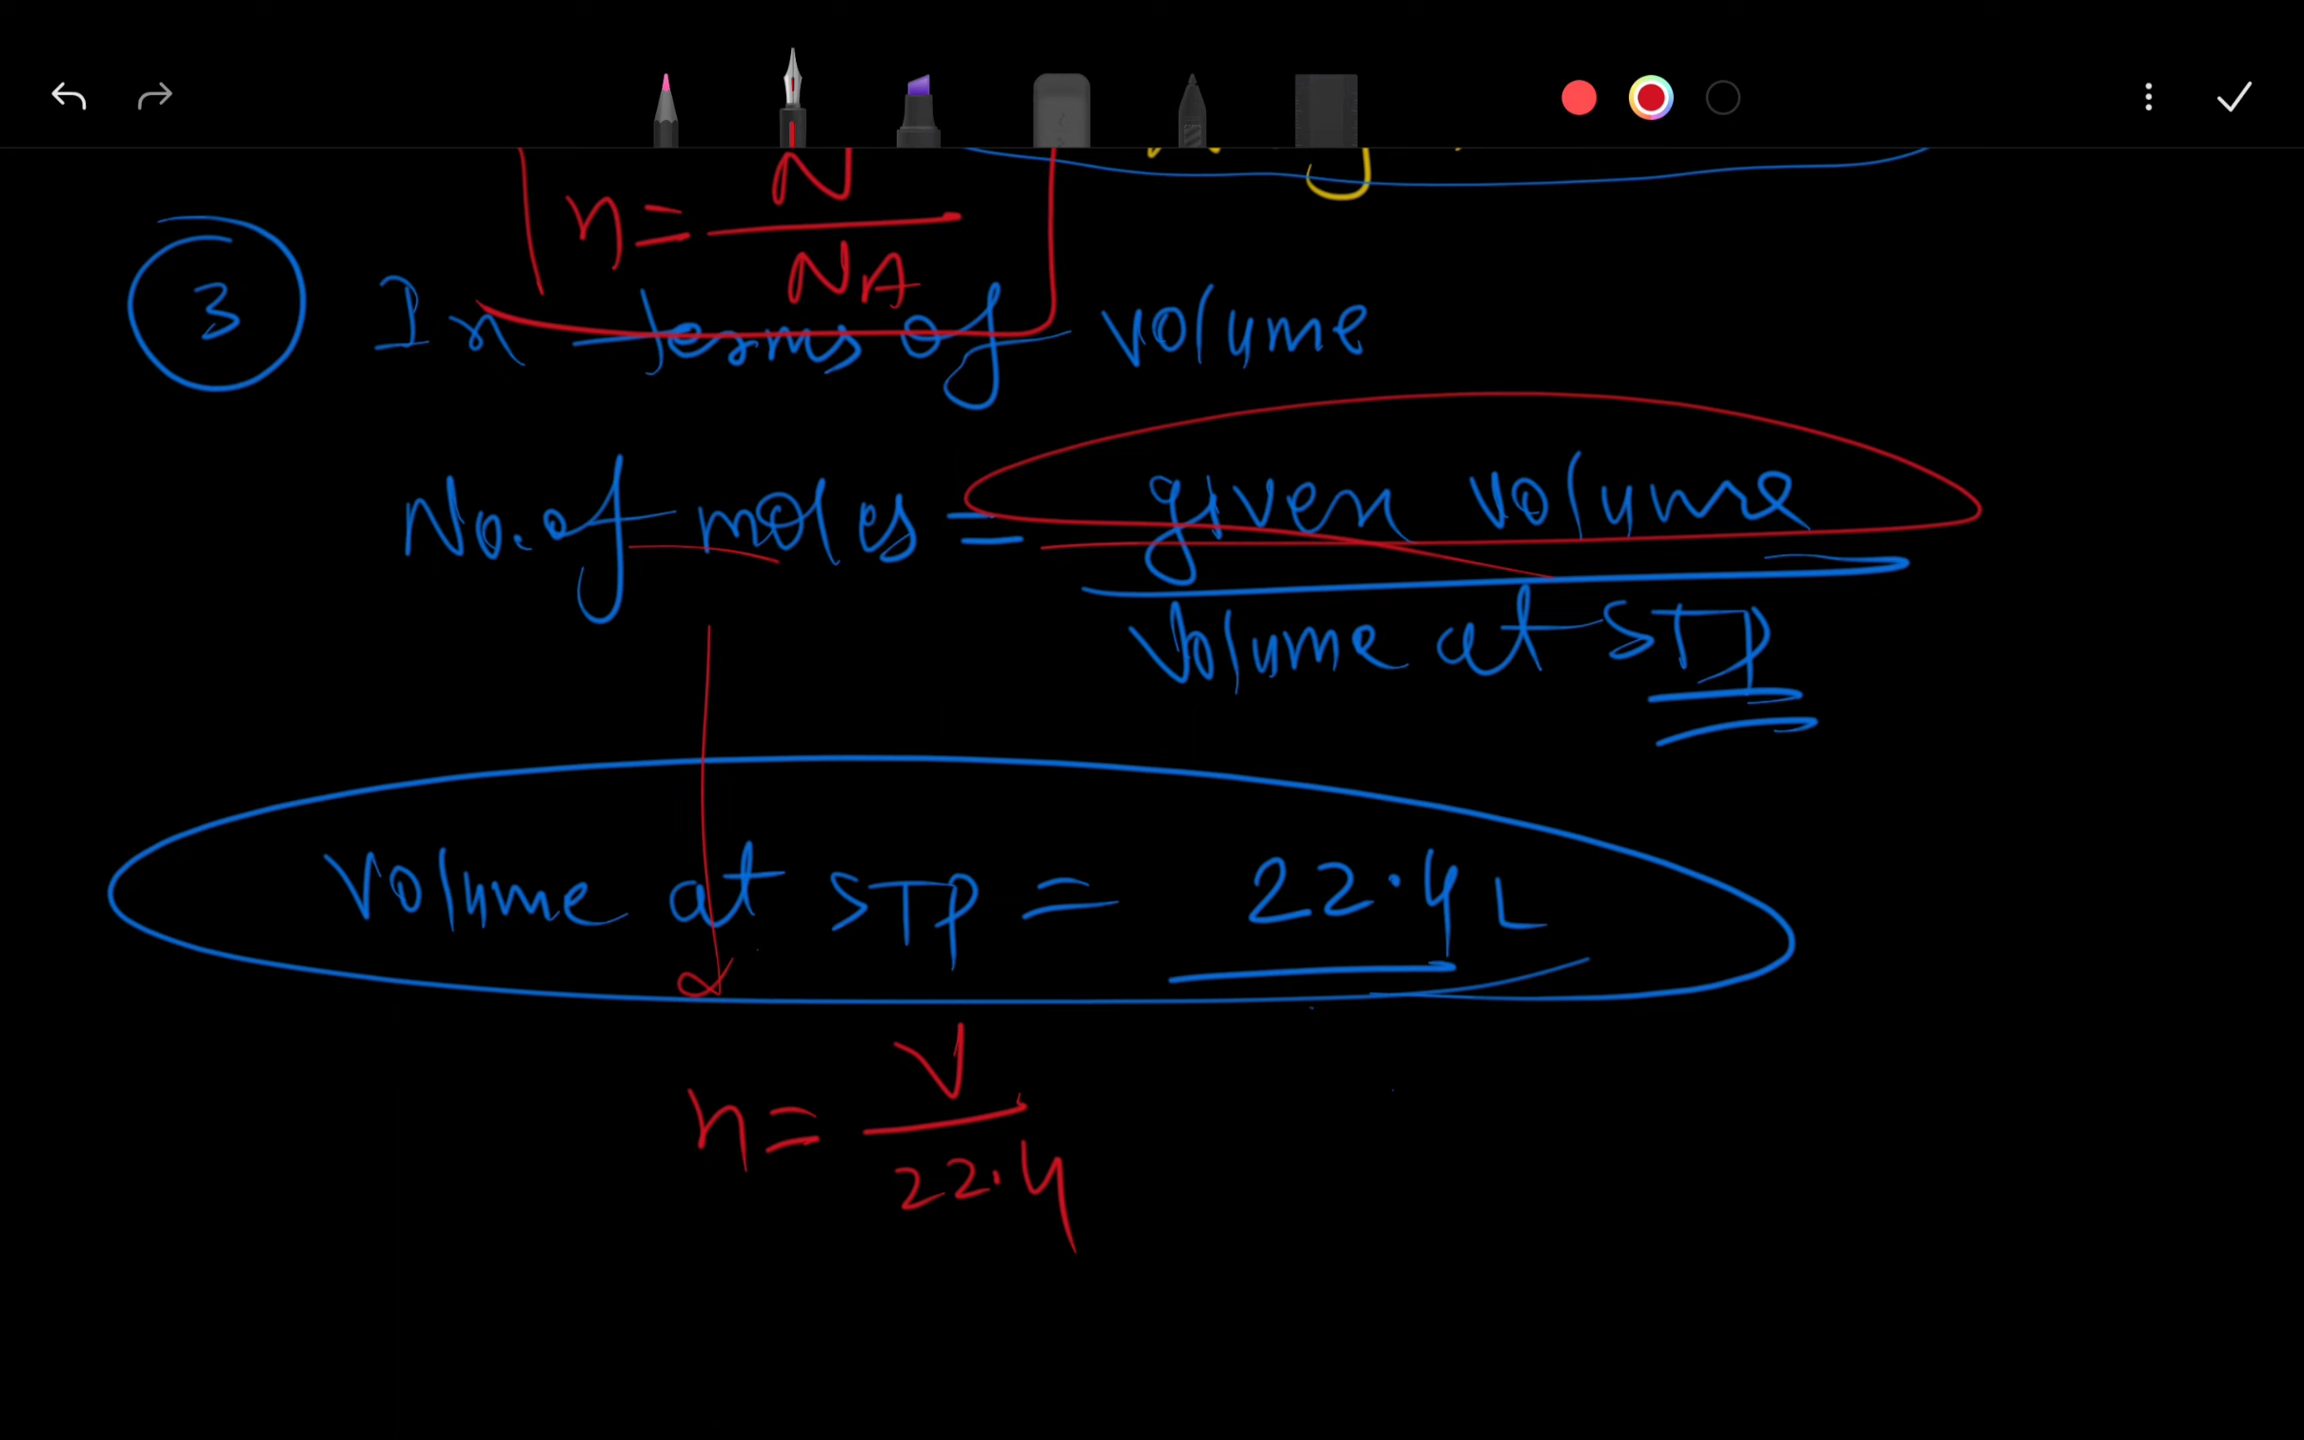 n = N / NA
3 In terms of volume
No. of moles = given volume / Volume at STP
Volume at STP = 22.4 L
n = V / 22.4